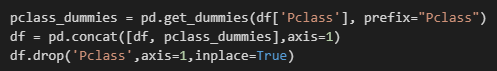 pclass_dummies = pd.get_dummies(df['Pclass'], prefix="Pclass")
df = pd.concat([df, pclass_dummies],axis=1)
df.drop('Pclass',axis=1,inplace=True)